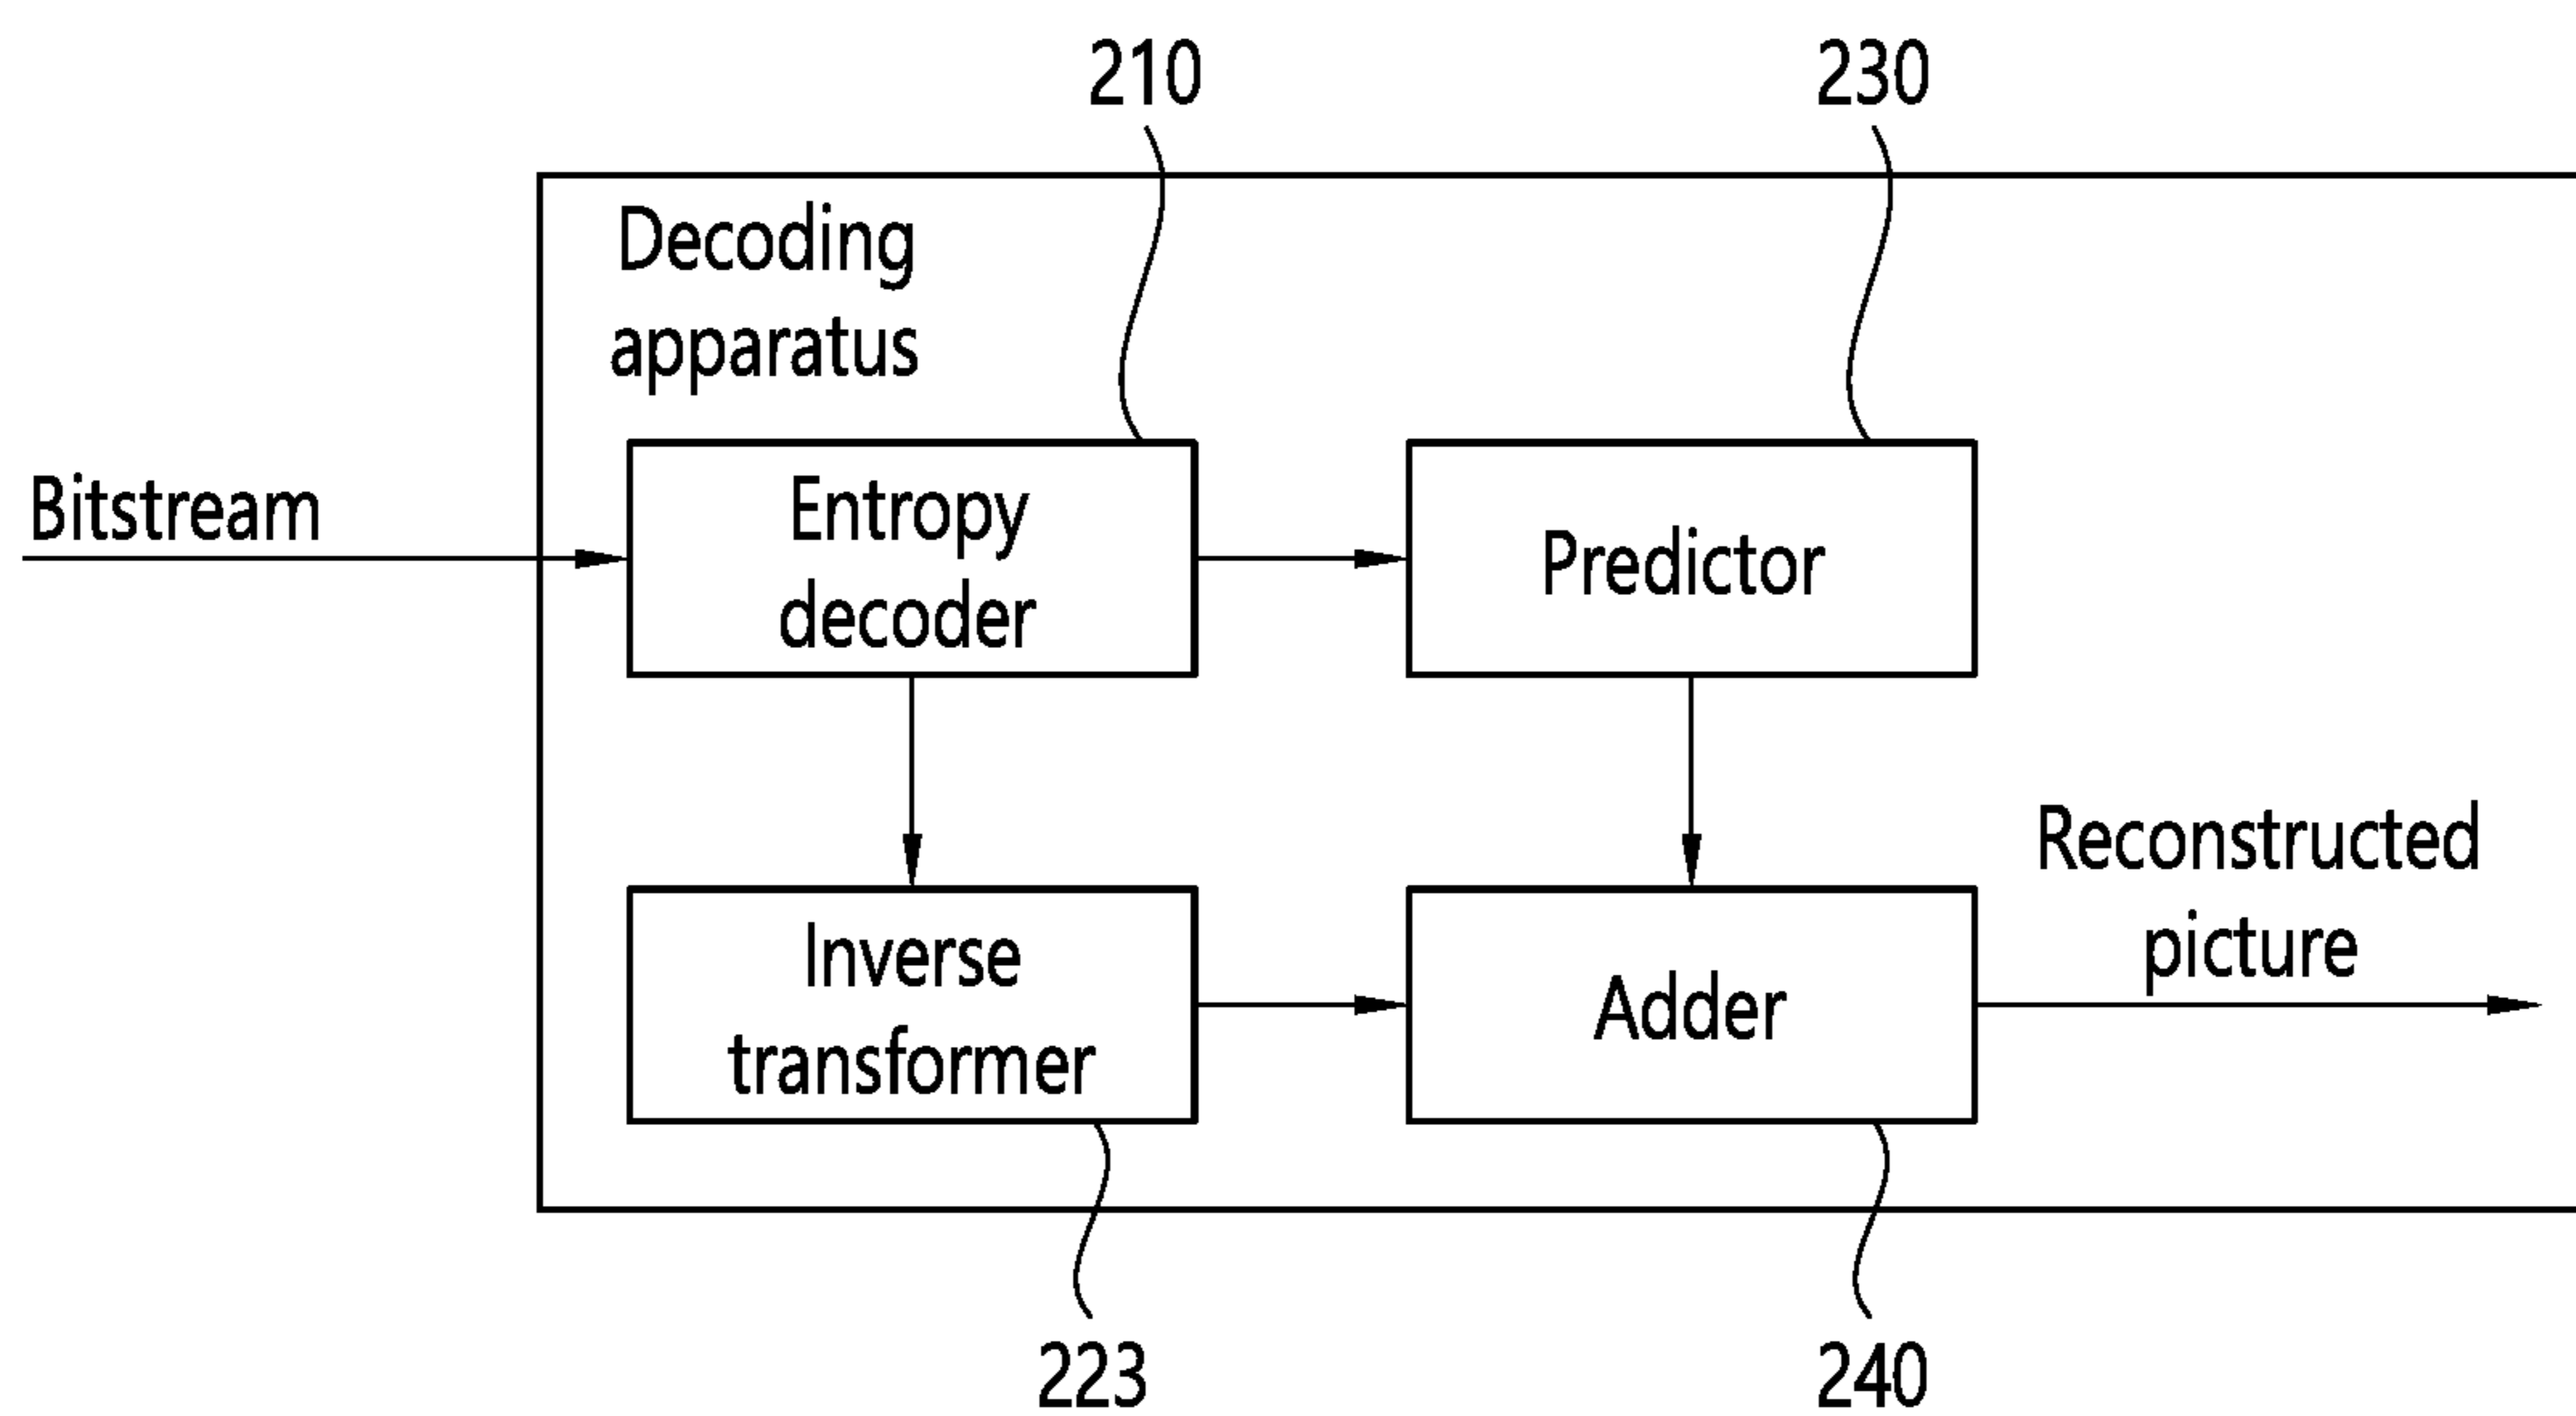 210
230
Decoding
apparatus
Bitstream
Entropy
decoder
Predictor
Inverse
transformer
Adder
Reconstructed
picture
223
240